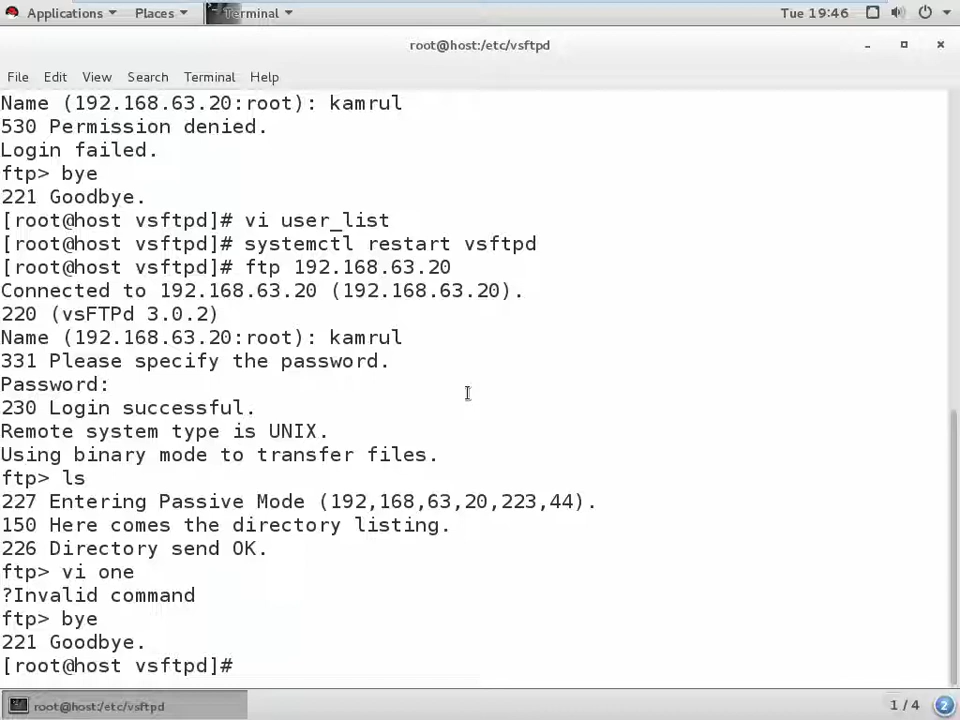 Applications Places Terminal Tue 19:46
root@host:/etc/vsftpd
File Edit View Search Terminal Help
Name (192.168.63.20:root): kamrul
530 Permission denied.
Login failed.
ftp> bye
221 Goodbye.
[root@host vsftpd]# vi user_list
[root@host vsftpd]# systemctl restart vsftpd
[root@host vsftpd]# ftp 192.168.63.20
Connected to 192.168.63.20 (192.168.63.20).
220 (vsFTPd 3.0.2)
Name (192.168.63.20:root): kamrul
331 Please specify the password.
Password:
230 Login successful.
Remote system type is UNIX.
Using binary mode to transfer files.
ftp> ls
227 Entering Passive Mode (192,168,63,20,223,44).
150 Here comes the directory listing.
226 Directory send OK.
ftp> vi one
?Invalid command
ftp> bye
221 Goodbye.
[root@host vsftpd]#
root@host:/etc/vsftpd 1 / 4 2